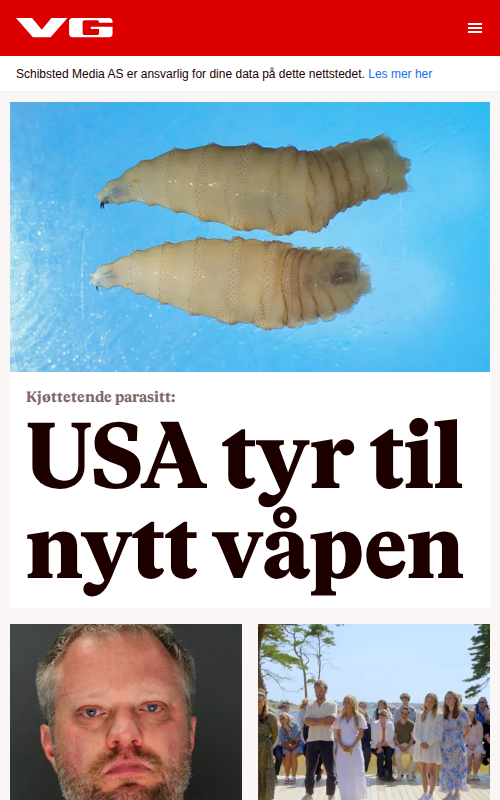 VG
Schibsted Media AS er ansvarlig for dine data på dette nettstedet. Les mer her
Kjøttetende parasitt:
USA tyr til
nytt våpen